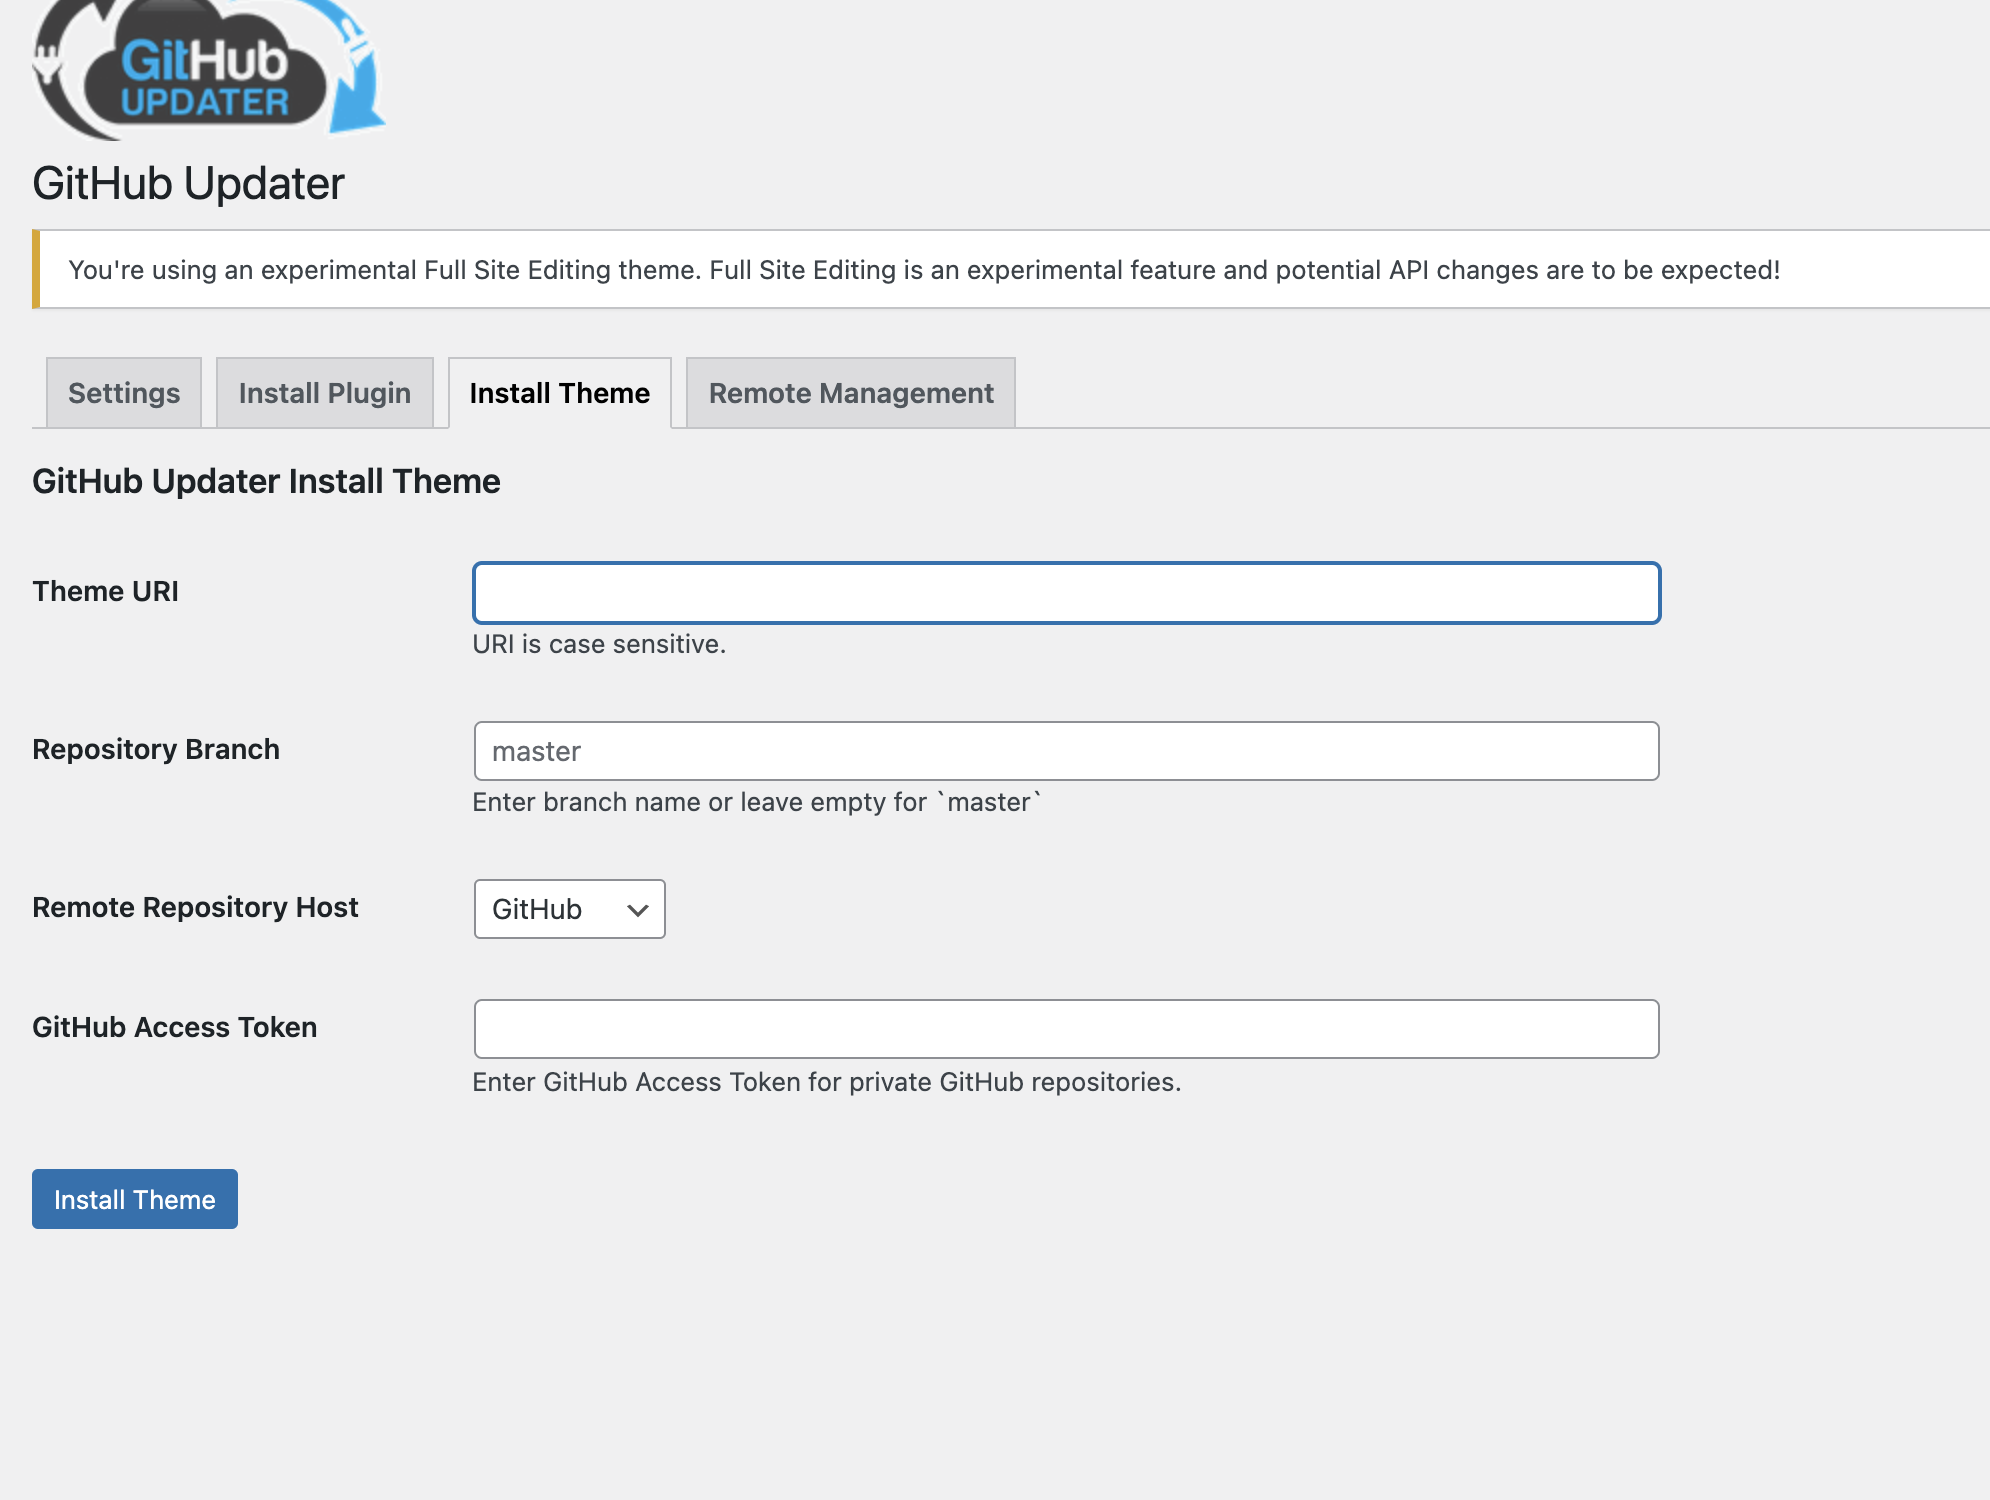 GitHub
UPDATER
GitHub Updater
You're using an experimental Full Site Editing theme. Full Site Editing is an experimental feature and potential API changes are to be expected!
Settings
Install Plugin
Install Theme
Remote Management
GitHub Updater Install Theme
Theme URI
URI is case sensitive.
Repository Branch
master
Enter branch name or leave empty for `master`
Remote Repository Host
GitHub
GitHub Access Token
Enter GitHub Access Token for private GitHub repositories.
Install Theme